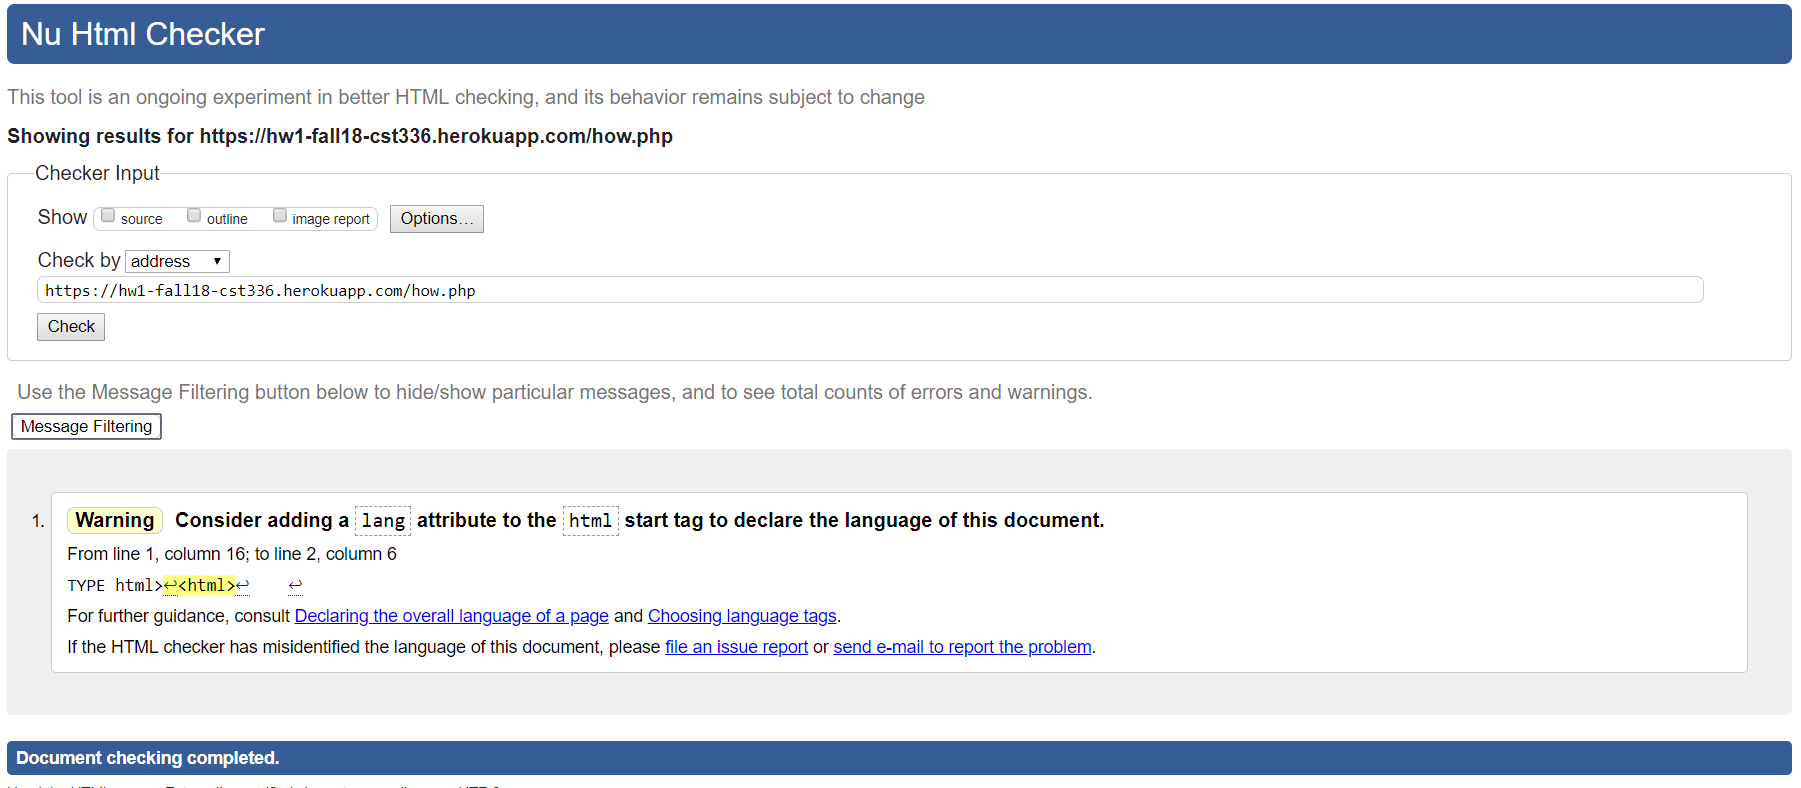 Nu Html Checker
This tool is an ongoing experiment in better HTML checking, and its behavior remains subject to change
Showing results for https://hw1-fall18-cst336.herokuapp.com/how.php
Checker Input
Show source outline image report Options…
Check by address
https://hw1-fall18-cst336.herokuapp.com/how.php
Check
Use the Message Filtering button below to hide/show particular messages, and to see total counts of errors and warnings.
Message Filtering
1. Warning Consider adding a lang attribute to the html start tag to declare the language of this document.
From line 1, column 16; to line 2, column 6
TYPE html>↩<html>↩ ↩
For further guidance, consult Declaring the overall language of a page and Choosing language tags.
If the HTML checker has misidentified the language of this document, please file an issue report or send e-mail to report the problem.
Document checking completed.